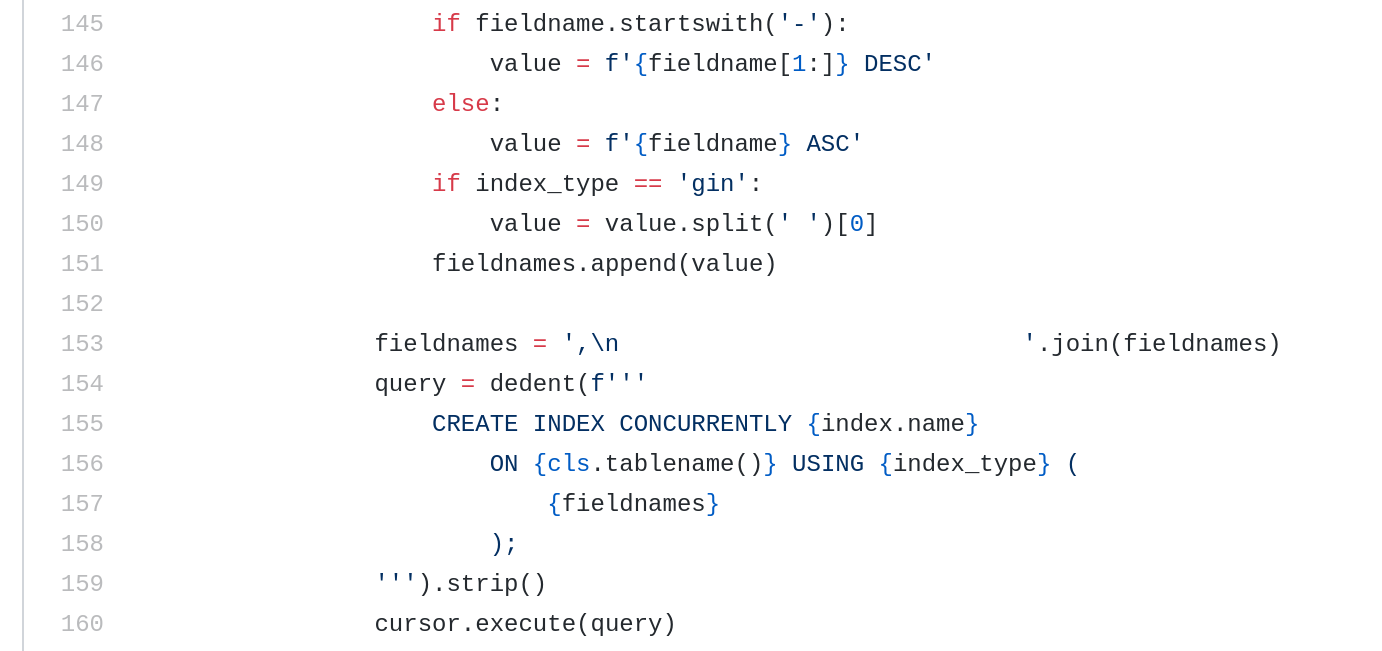 145                       if fieldname.startswith('-'):
146                           value = f'{fieldname[1:]} DESC'
147                       else:
148                           value = f'{fieldname} ASC'
149                       if index_type == 'gin':
150                           value = value.split(' ')[0]
151                       fieldnames.append(value)
152
153                   fieldnames = ',\n                            '.join(fieldnames)
154                   query = dedent(f'''
155                       CREATE INDEX CONCURRENTLY {index.name}
156                           ON {cls.tablename()} USING {index_type} (
157                               {fieldnames}
158                           );
159                   ''').strip()
160                   cursor.execute(query)